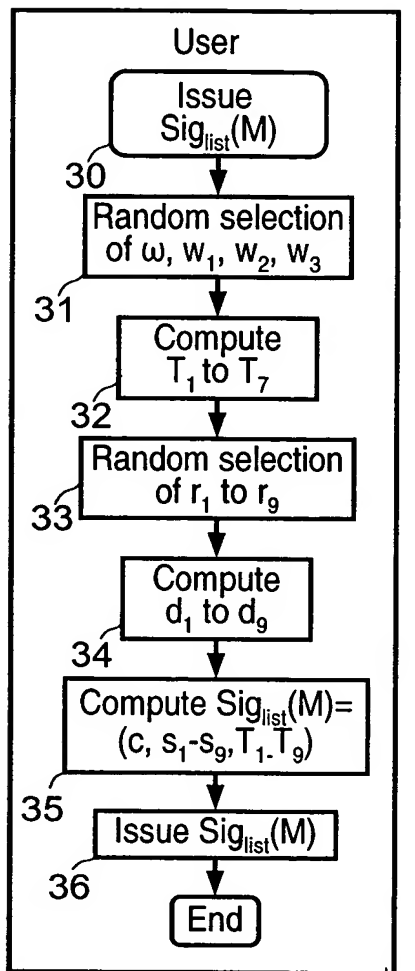 User
Issue
Sig_list(M)
30
Random selection
of ω, w₁, w₂, w₃
31
Compute
T₁ to T₇
32
Random selection
of r₁ to r₉
33
Compute
d₁ to d₉
34
Compute Sig_list(M)=
(c, s₁-s₉,T₁-T₉)
35
Issue Sig_list(M)
36
End